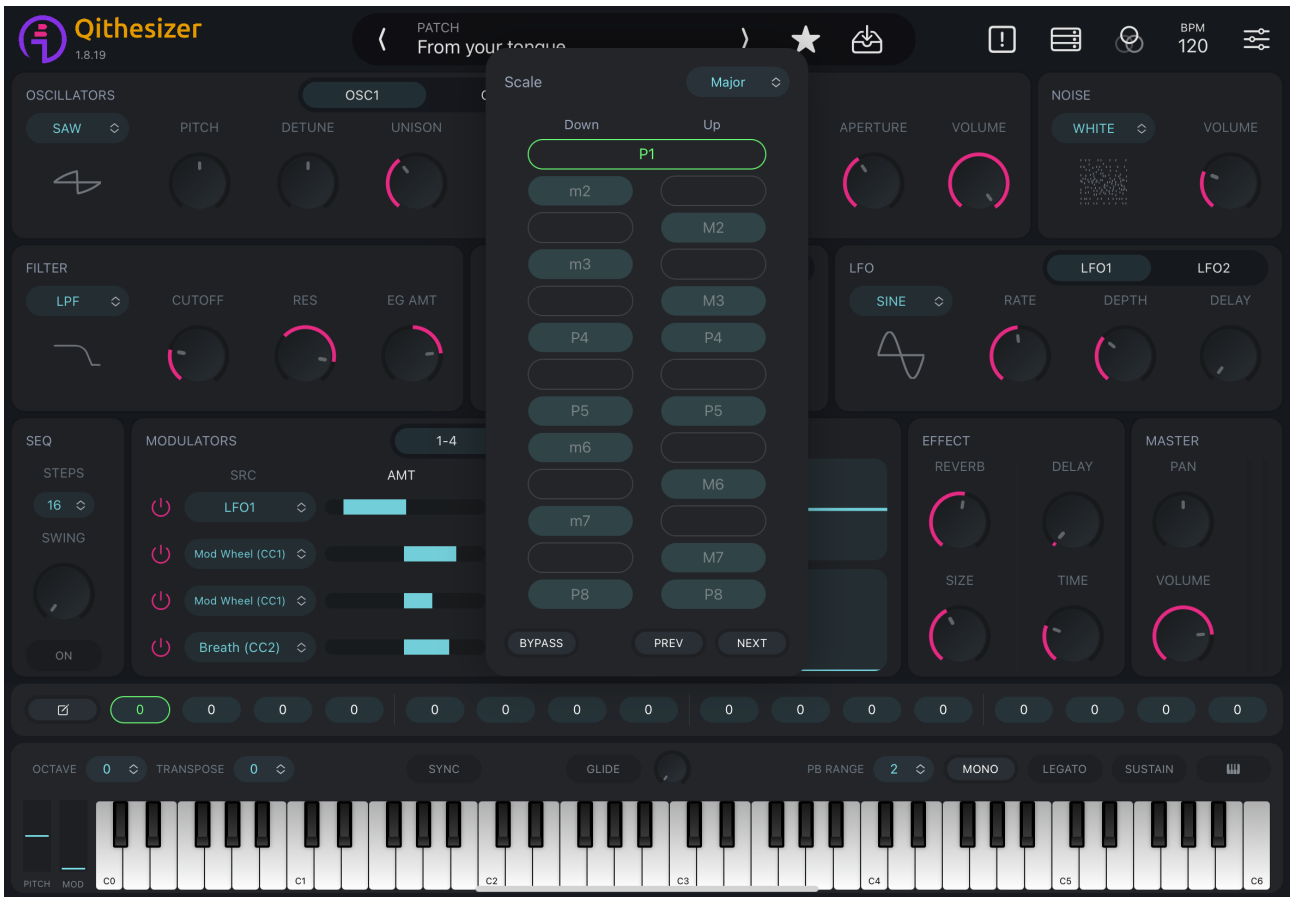 Qithesizer
1.8.19
PATCH
From your tongue
BPM
120
OSCILLATORS
OSC1
SAW
PITCH
DETUNE
UNISON
APERTURE
VOLUME
NOISE
WHITE
VOLUME
Scale
Major
Down
Up
P1
m2
M2
m3
M3
P4
P4
P5
P5
m6
M6
m7
M7
P8
P8
BYPASS
PREV
NEXT
FILTER
LPF
CUTOFF
RES
EG AMT
LFO
LFO1
LFO2
SINE
RATE
DEPTH
DELAY
SEQ
STEPS
16
SWING
ON
MODULATORS
1-4
SRC
AMT
LFO1
Mod Wheel (CC1)
Mod Wheel (CC1)
Breath (CC2)
EFFECT
REVERB
DELAY
SIZE
TIME
MASTER
PAN
VOLUME
0 0 0 0 0 0 0 0 0 0 0 0 0 0 0 0
OCTAVE
0
TRANSPOSE
0
SYNC
GLIDE
PB RANGE
2
MONO
LEGATO
SUSTAIN
PITCH
MOD
C0
C1
C2
C3
C4
C5
C6